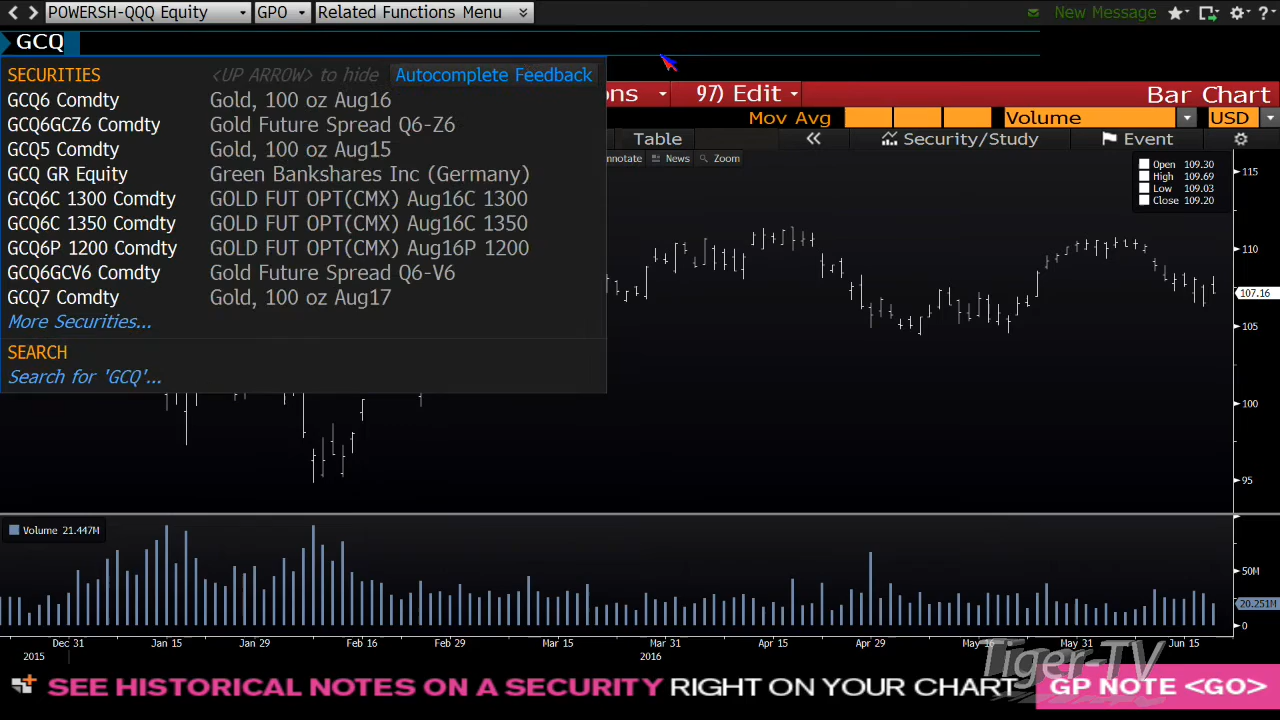 POWERSH-QQQ Equity GPO Related Functions Menu New Message ?
GCQ
SECURITIES <UP ARROW> to hide Autocomplete Feedback
GCQ6 Comdty Gold, 100 oz Aug16
GCQ6GCZ6 Comdty Gold Future Spread Q6-Z6
GCQ5 Comdty Gold, 100 oz Aug15
GCQ GR Equity Green Bankshares Inc (Germany)
GCQ6C 1300 Comdty GOLD FUT OPT(CMX) Aug16C 1300
GCQ6C 1350 Comdty GOLD FUT OPT(CMX) Aug16C 1350
GCQ6P 1200 Comdty GOLD FUT OPT(CMX) Aug16P 1200
GCQ6GCV6 Comdty Gold Future Spread Q6-V6
GCQ7 Comdty Gold, 100 oz Aug17
More Securities...
SEARCH
Search for 'GCQ'...
ons 97) Edit Bar Chart
Mov Avg Volume USD
Table « Security/Study Event
nnotate News Zoom
Open 109.30
High 109.69
Low 109.03
Close 109.20
115
110
107.16
105
100
95
Volume 21.447M
50M
20.251M
0
Dec 31 Jan 15 Jan 29 Feb 16 Feb 29 Mar 15 Mar 31 Apr 15 Apr 29 May 16 May 31 Jun 15
2015 2016
Tiger-TV
SEE HISTORICAL NOTES ON A SECURITY RIGHT ON YOUR CHART GP NOTE <GO>